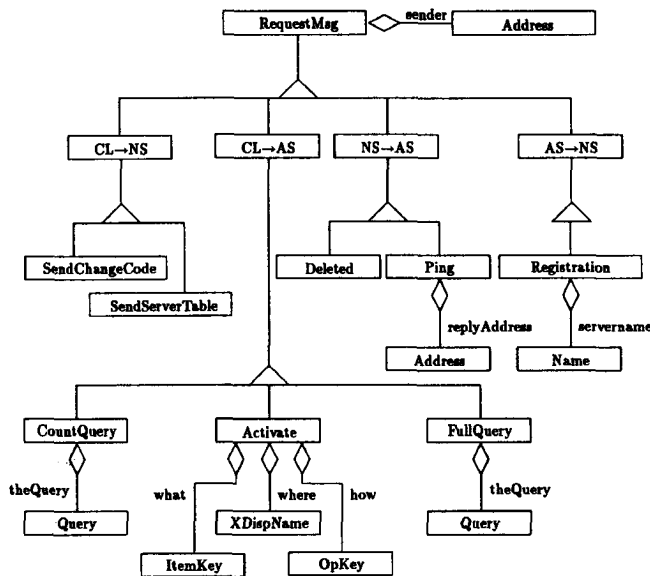 RequestMsg sender Address
CL→NS CL→AS NS→AS AS→NS
SendChangeCode Deleted Ping Registration
SendServerTable
replyAddress servername
Address Name
CountQuery Activate FullQuery
theQuery what where how theQuery
Query XDispName Query
ItemKey OpKey